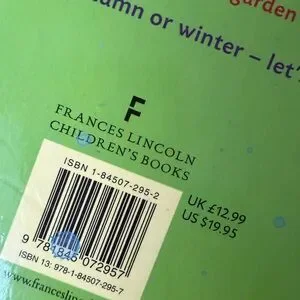 garden
umn or winter – let'
FRANCES LINCOLN
CHILDREN'S BOOKS
UK £12.99
US $19.95
ISBN 1-84507-295-2
9 781845 072957
ISBN 13: 978-1-84507-295-7
www.franceslin